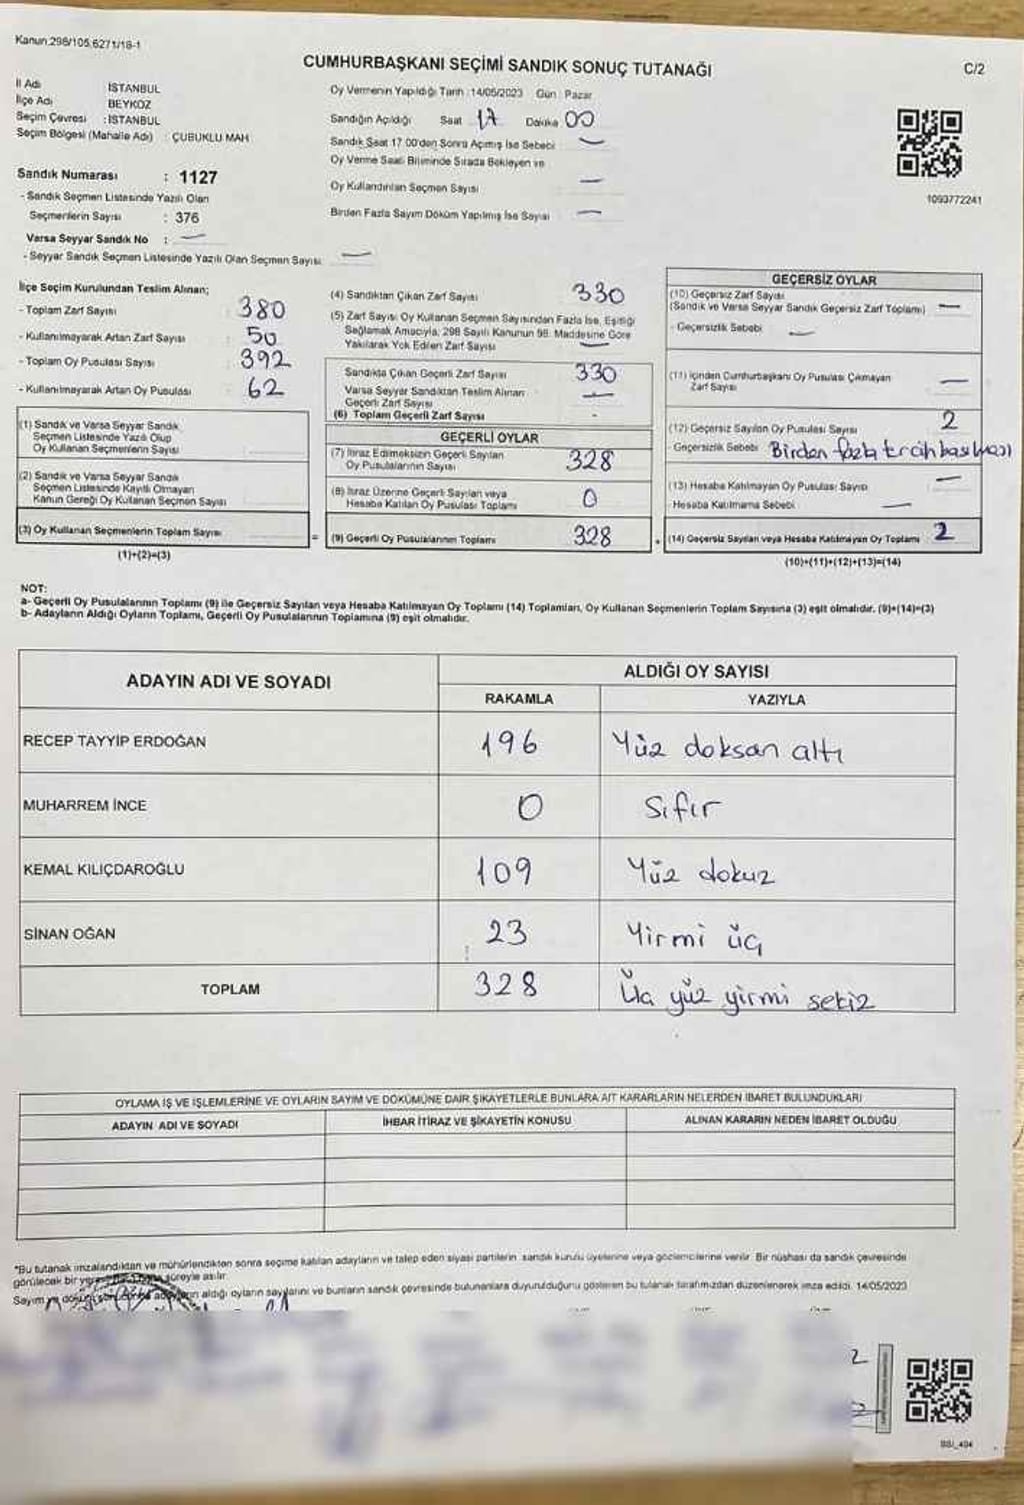 Kanun 298/105,6271/18-1
CUMHURBAŞKANI SEÇİMİ SANDIK SONUÇ TUTANAĞI
C/2
İl Adı İSTANBUL
İlçe Adı BEYKOZ
Seçim Çevresi : İSTANBUL
Seçim Bölgesi (Mahalle Adı) : ÇUBUKLU MAH
Sandık Numarası : 1127
- Sandık Seçmen Listesinde Yazılı Olan
Seçmenlerin Sayısı : 376
Varsa Seyyar Sandık No : —
- Seyyar Sandık Seçmen Listesinde Yazılı Olan Seçmen Sayısı —
Oy Vermenin Yapıldığı Tarih : 14/05/2023 Gün : Pazar
Sandığın Açıldığı Saat 17 Dakika 00
Sandık Saat 17:00'den Sonra Açılmış İse Sebebi —
Oy Verme Saati Bitiminde Sırada Bekleyen ve
Oy Kullandırılan Seçmen Sayısı —
Birden Fazla Sayım Döküm Yapılmış İse Sayısı —
1093772241
İlçe Seçim Kurulundan Teslim Alınan;
- Toplam Zarf Sayısı : 380
- Kullanılmayarak Artan Zarf Sayısı : 50
- Toplam Oy Pusulası Sayısı : 392
- Kullanılmayarak Artan Oy Pusulası : 62
(1) Sandık ve Varsa Seyyar Sandık
Seçmen Listesinde Yazılı Olup
Oy Kullanan Seçmenlerin Sayısı
(2) Sandık ve Varsa Seyyar Sandık
Seçmen Listesinde Kayıtlı Olmayan
Kanun Gereği Oy Kullanan Seçmen Sayısı
(3) Oy Kullanan Seçmenlerin Toplam Sayısı
(1)+(2)=(3)
(4) Sandıktan Çıkan Zarf Sayısı 330
(5) Zarf Sayısı Oy Kullanan Seçmen Sayısından Fazla İse, Eşitliği
Sağlamak Amacıyla, 298 Sayılı Kanunun 98. Maddesine Göre
Yakılarak Yok Edilen Zarf Sayısı —
Sandıkta Çıkan Geçerli Zarf Sayısı 330
Varsa Seyyar Sandıktan Teslim Alınan
Geçerli Zarf Sayısı —
(6) Toplam Geçerli Zarf Sayısı
GEÇERLİ OYLAR
(7) İtiraz Edilmeksizin Geçerli Sayılan
Oy Pusulalarının Sayısı 328
(8) İtiraz Üzerine Geçerli Sayılan veya
Hesaba Katılan Oy Pusulası Toplamı 0
= (9) Geçerli Oy Pusulalarının Toplamı 328
GEÇERSİZ OYLAR
(10) Geçersiz Zarf Sayısı
(Sandık ve Varsa Seyyar Sandık Geçersiz Zarf Toplamı) —
- Geçersizlik Sebebi —
(11) İçinden Cumhurbaşkanı Oy Pusulası Çıkmayan
Zarf Sayısı —
(12) Geçersiz Sayılan Oy Pusulası Sayısı 2
- Geçersizlik Sebebi Birden fazla tercih basılması
(13) Hesaba Katılmayan Oy Pusulası Sayısı —
- Hesaba Katılmama Sebebi —
+ (14) Geçersiz Sayılan veya Hesaba Katılmayan Oy Toplamı 2
(10)+(11)+(12)+(13)=(14)
NOT:
a- Geçerli Oy Pusulalarının Toplamı (9) ile Geçersiz Sayılan veya Hesaba Katılmayan Oy Toplamı (14) Toplamları, Oy Kullanan Seçmenlerin Toplam Sayısına (3) eşit olmalıdır. (9)+(14)=(3)
b- Adayların Aldığı Oyların Toplamı, Geçerli Oy Pusulalarının Toplamına (9) eşit olmalıdır.
ADAYIN ADI VE SOYADI
ALDIĞI OY SAYISI
RAKAMLA YAZIYLA
RECEP TAYYİP ERDOĞAN 196 Yüz doksan altı
MUHARREM İNCE 0 Sıfır
KEMAL KILIÇDAROĞLU 109 Yüz dokuz
SİNAN OĞAN 23 Yirmi üç
TOPLAM 328 Üç yüz yirmi sekiz
OYLAMA İŞ VE İŞLEMLERİNE VE OYLARIN SAYIM VE DÖKÜMÜNE DAİR ŞİKAYETLERLE BUNLARA AİT KARARLARIN NELERDEN İBARET BULUNDUKLARI
ADAYIN ADI VE SOYADI İHBAR İTİRAZ VE ŞİKAYETİN KONUSU ALINAN KARARIN NEDEN İBARET OLDUĞU
*Bu tutanak imzalandıktan ve mühürlendikten sonra seçime katılan adayların ve talep eden siyasi partilerin, sandık kurulu üyelerine veya gözlemcilerine verilir. Bir nüshası da sandık çevresinde
görülecek bir yere süreyle asılır.
Sayım ve döküm aldığı oyların sayılarını ve bunların sandık çevresinde bulunanlara duyurulduğunu gösteren bu tutanak tarafımızdan düzenlenerek imza edildi. 14/05/2023